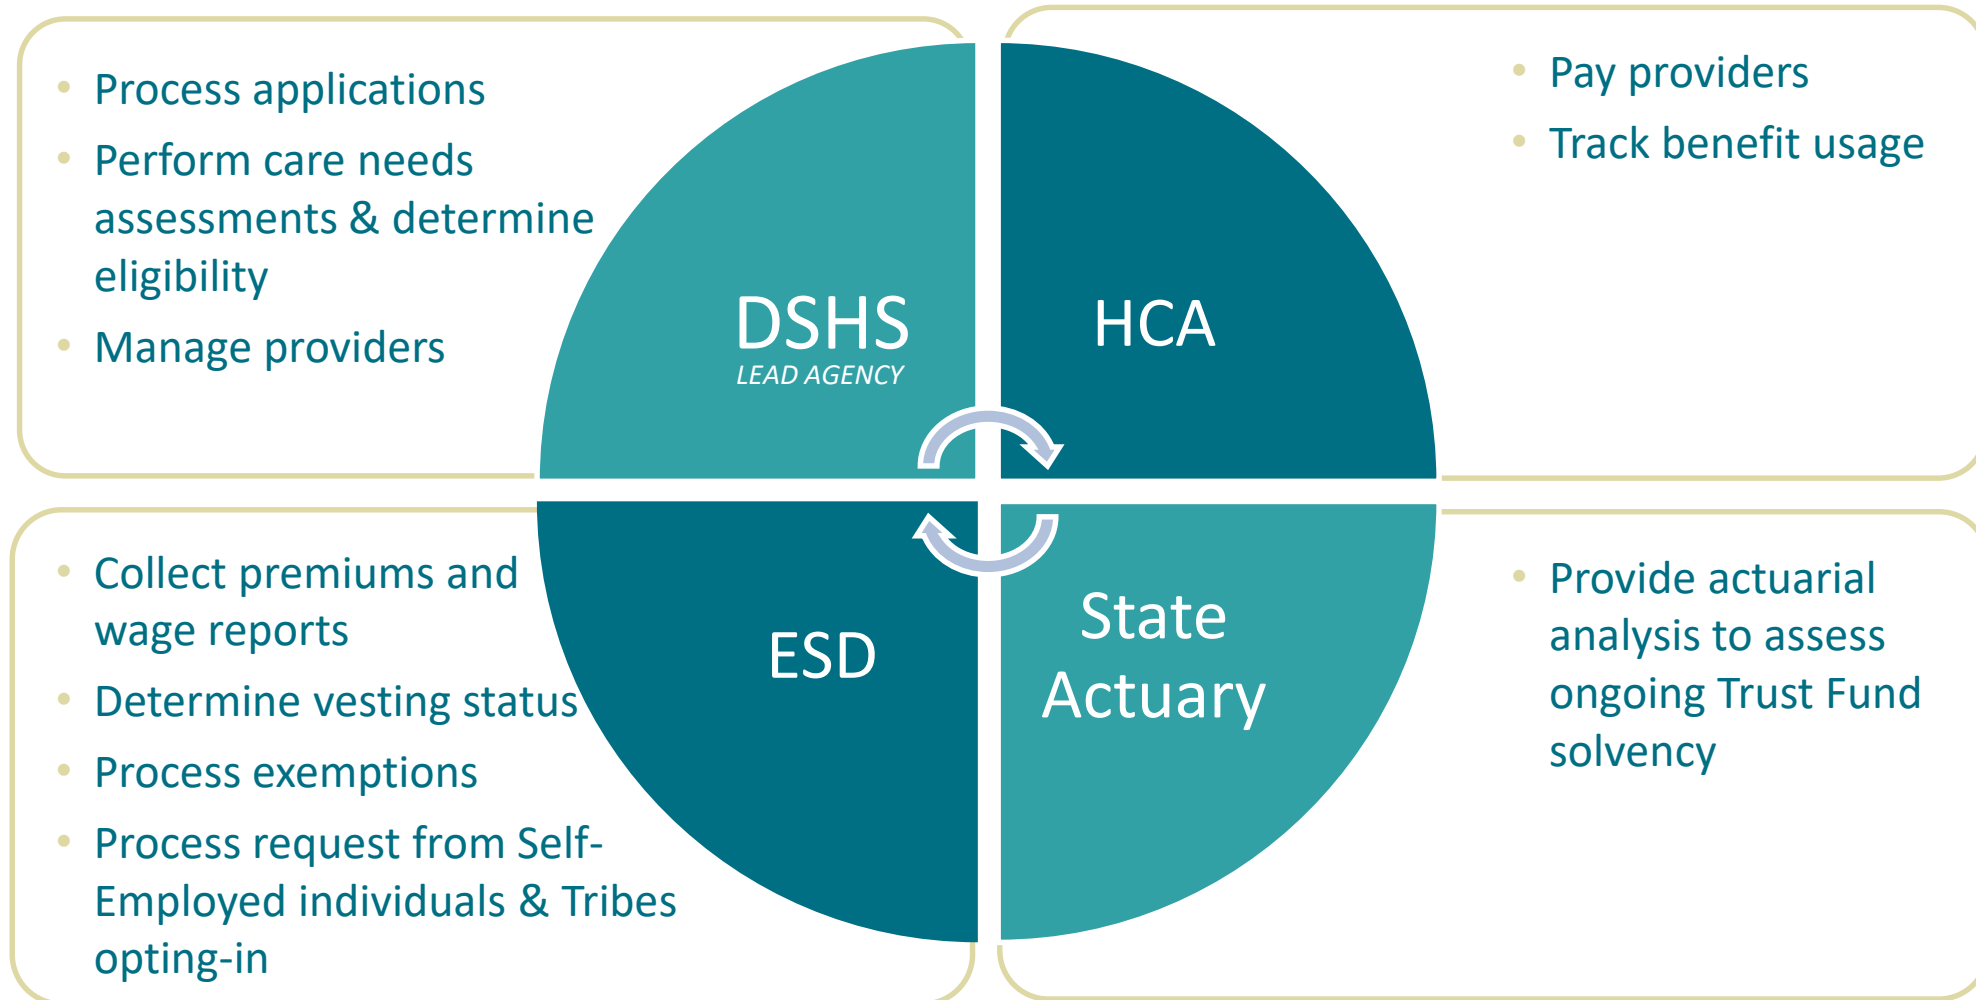 • Process applications
• Perform care needs
assessments & determine
eligibility
• Manage providers
DSHS
LEAD AGENCY
HCA
• Pay providers
• Track benefit usage
• Collect premiums and
wage reports
• Determine vesting status
• Process exemptions
• Process request from Self-
Employed individuals & Tribes
opting-in
ESD
State
Actuary
• Provide actuarial
analysis to assess
ongoing Trust Fund
solvency